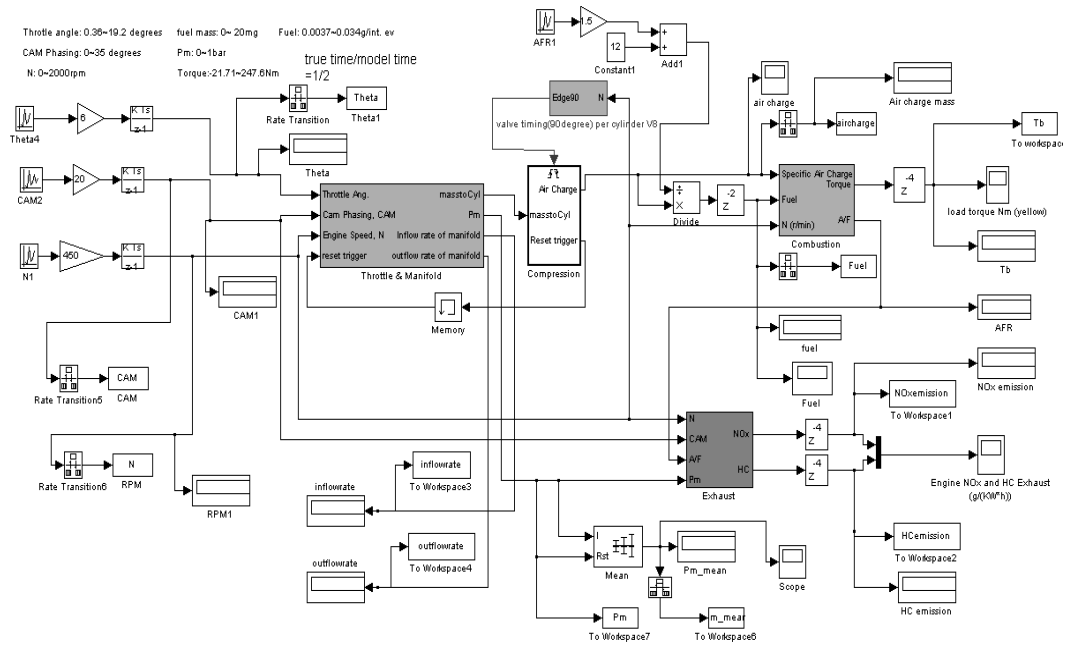 Throtle angle: 0.36~19.2 degrees fuel mass: 0~ 20mg Fuel: 0.0037~0.034g/int. ev
CAM Phasing: 0~35 degrees Pm: 0~1bar
N: 0~2000rpm Torque:-21.71~247.6Nm
true time/model time
=1/2
AFR1
1.5
12
Constant1
+
+
Add1
Theta4
6
K Ts
z-1
Rate Transition
Theta
Theta1
Theta
Edge90
N
valve timing(90degree) per cylinder V8
air charge
aircharge
Air charge mass
Tb
To workspac
CAM2
20
K Ts
z-1
N1
450
K Ts
z-1
Throttle Ang.
Cam Phasing, CAM
Engine Speed, N
reset trigger
masstoCyl
Pm
Inflow rate of manifold
outflow rate of manifold
Throttle & Manifold
Air Charge
masstoCyl
Reset trigger
Compression
Memory
÷
×
Divide
-2
Z
Specific Air Charge
Torque
Fuel
A/F
N (r/min)
Combustion
-4
Z
load torque Nm (yellow)
Tb
Fuel
AFR
fuel
Fuel
CAM1
Rate Transition5
CAM
CAM
Rate Transition6
N
RPM
RPM1
NOx emission
NOxemission
To Workspace1
N
CAM
A/F
Pm
NOx
HC
Exhaust
-4
Z
-4
Z
Engine NOx and HC Exhaust
(g/(KW*h))
inflowrate
To Workspace3
inflowrate
outflowrate
To Workspace4
outflowrate
I
Rst
Mean
Pm_mean
Scope
HCemission
To Workspace2
HC emission
Pm
To Workspace7
m_mear
To Workspace6